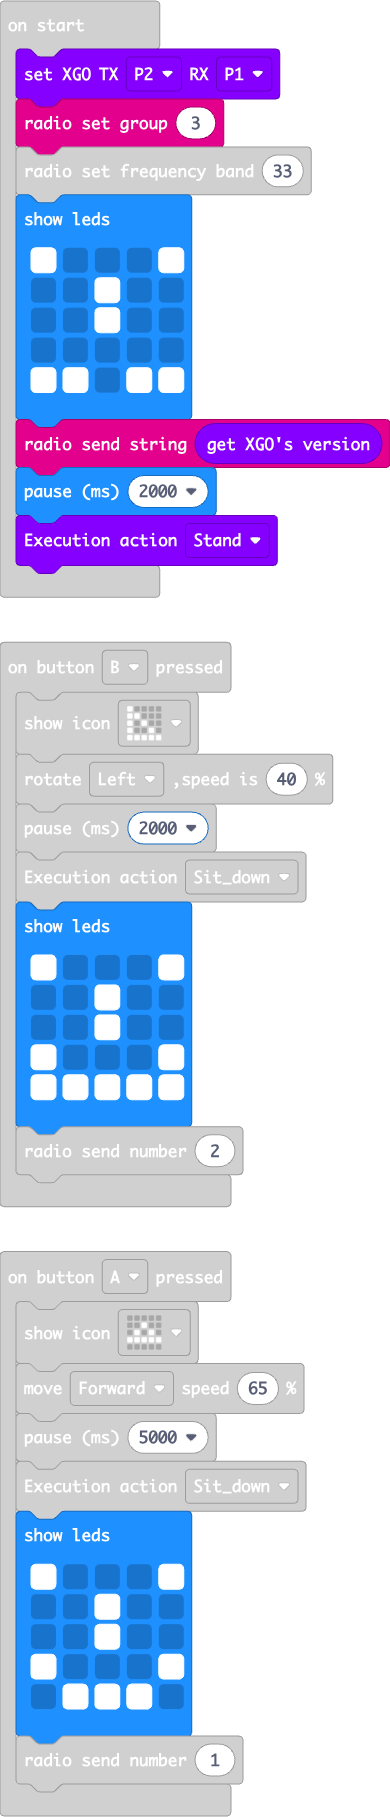 on start
set XGO TX P2 RX P1
radio set group 3
radio set frequency band 33
show leds
radio send string get XGO's version
pause (ms) 2000
Execution action Stand
on button B pressed
show icon
rotate Left ,speed is 40 %
pause (ms) 2000
Execution action Sit_down
show leds
radio send number 2
on button A pressed
show icon
move Forward speed 65 %
pause (ms) 5000
Execution action Sit_down
show leds
radio send number 1